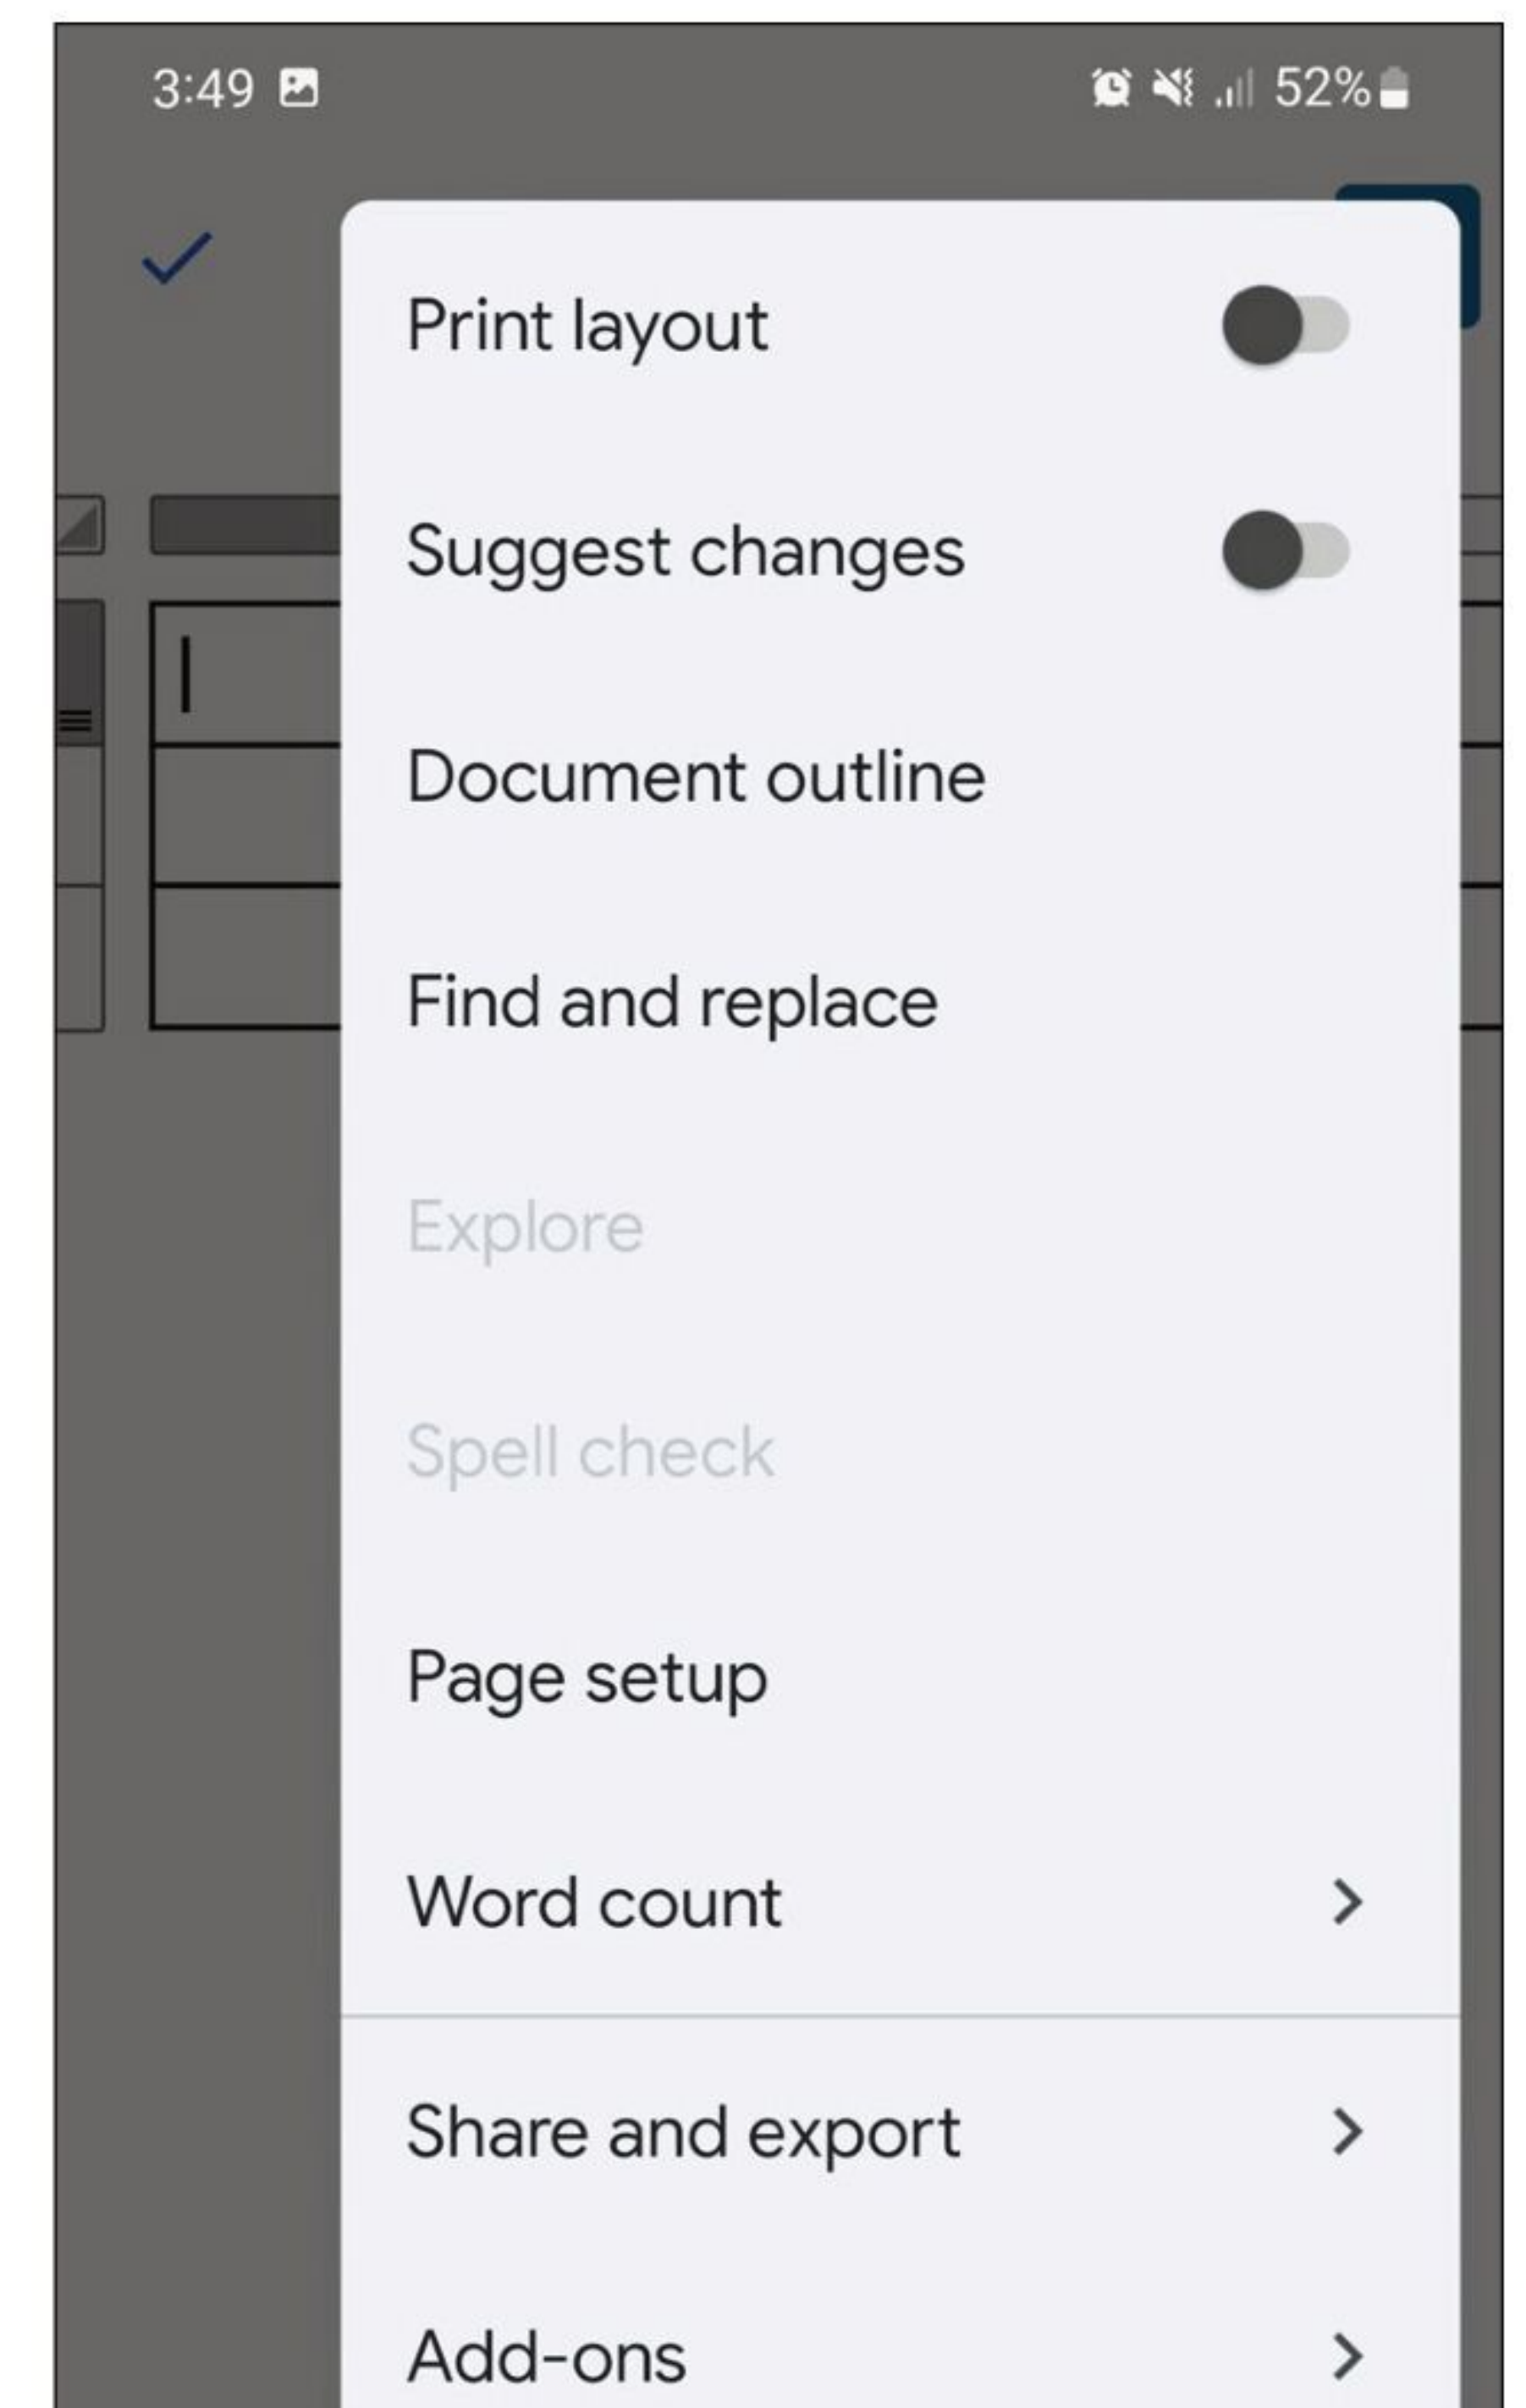 3:49 52%
Print layout
Suggest changes
Document outline
Find and replace
Explore
Spell check
Page setup
Word count
Share and export
Add-ons